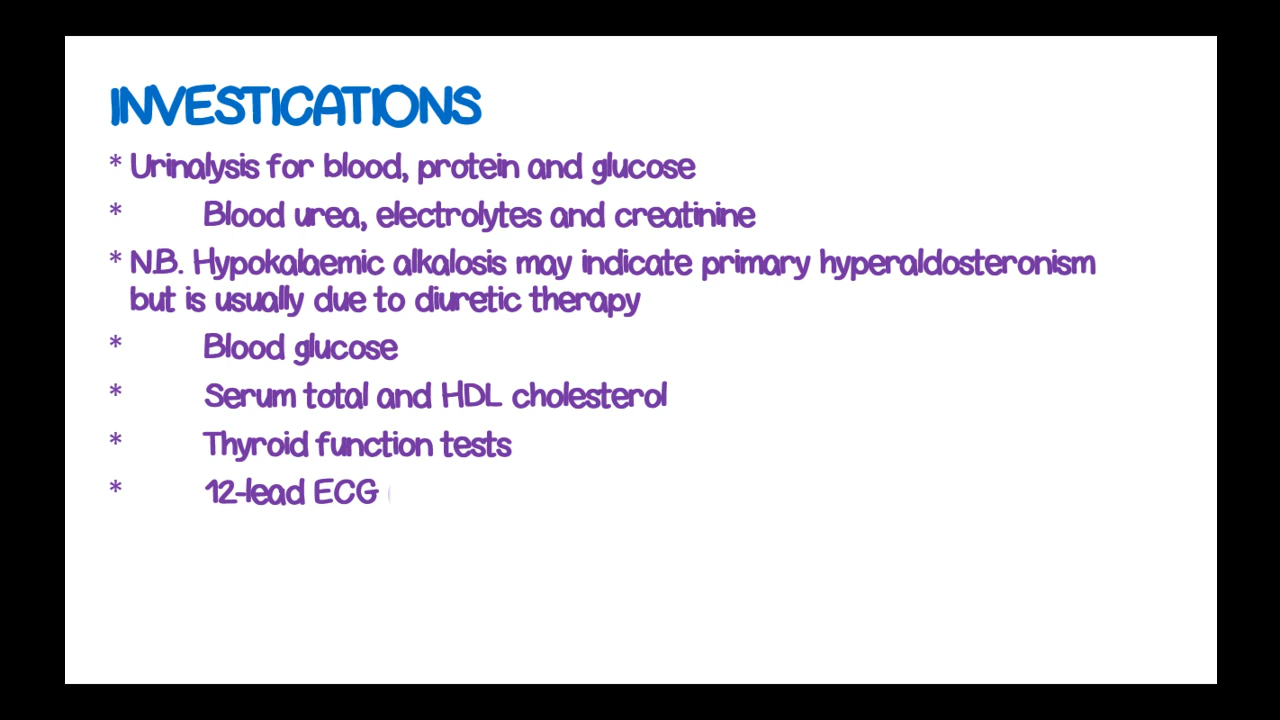 INVESTICATIONS
* Urinalysis for blood, protein and glucose
* Blood urea, electrolytes and creatinine
* N.B. Hypokalaemic alkalosis may indicate primary hyperaldosteronism
but is usually due to diuretic therapy
* Blood glucose
* Serum total and HDL cholesterol
* Thyroid function tests
* 12-lead ECG